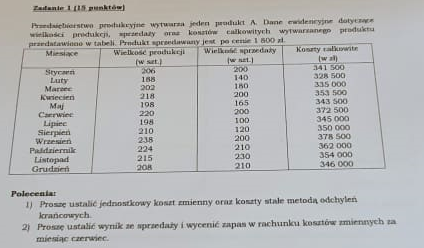 Zadanie 1 (15 punktów)
Przedsiębiorstwo produkcyjne wytwarza jeden produkt A. Dane ewidencyjne dotyczące
wielkości produkcji, sprzedaży oraz kosztów całkowitych wytwarzanego produktu
przedstawiono w tabeli. Produkt sprzedawany jest po cenie 1 800 zł.
Miesiące Wielkość produkcji (w szt.) Wielkość sprzedaży (w szt.) Koszty całkowite (w zł)
Styczeń 206 200 341 500
Luty 188 140 328 500
Marzec 202 180 335 000
Kwiecień 218 200 353 500
Maj 198 165 343 500
Czerwiec 220 200 372 500
Lipiec 198 100 345 000
Sierpień 210 120 350 000
Wrzesień 238 200 378 500
Październik 224 210 362 000
Listopad 215 230 354 000
Grudzień 208 210 346 000
Polecenia:
1) Proszę ustalić jednostkowy koszt zmienny oraz koszty stałe metodą odchyleń
krańcowych.
2) Proszę ustalić wynik ze sprzedaży i wycenić zapas w rachunku kosztów zmiennych za
miesiąc czerwiec.